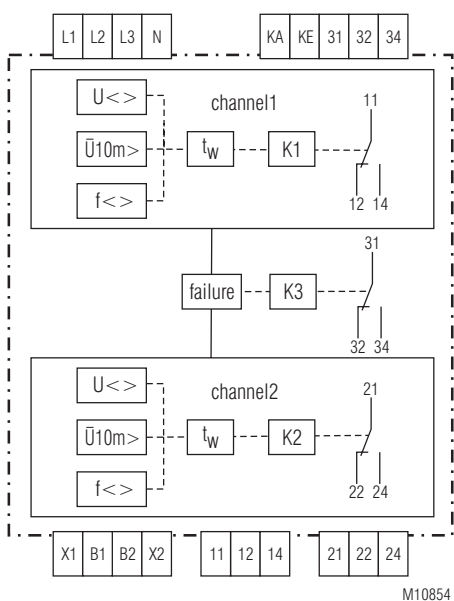 L1 L2 L3 N KA KE 31 32 34
U<> channel1 11
Ū10m> tw K1
f<> 12 14
31
failure K3
32 34
U<> channel2 21
Ū10m> tw K2
f<> 22 24
X1 B1 B2 X2 11 12 14 21 22 24
M10854